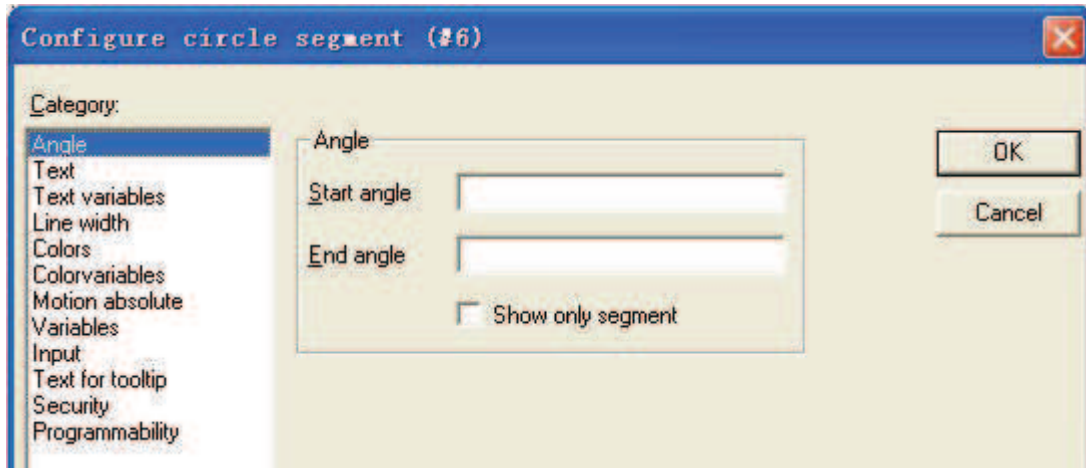 Configure circle segment (#6)
Category:
Angle
Text
Text variables
Line width
Colors
Colorvariables
Motion absolute
Variables
Input
Text for tooltip
Security
Programmability
Angle
Start angle
End angle
Show only segment
OK
Cancel